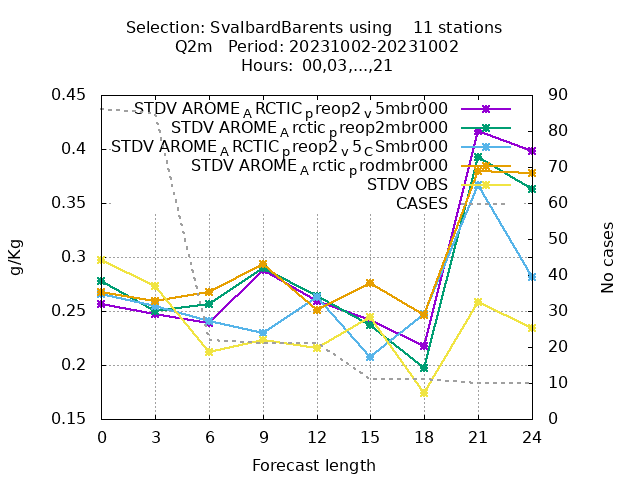 Selection: SvalbardBarents using 11 stations
Q2m Period: 20231002-20231002
Hours: 00,03,...,21
0.45 90
STDV AROME_ARCTIC_preop2_v5mbr000
STDV AROME_Arctic_preop2mbr000
80
0.4
STDV AROME_ARCTIC_preop2_v5_CSmbr000
STDV AROME_Arctic_prodmbr000
70
STDV OBS
0.35 60
CASES
g/Kg
No cases
50
0.3
40
0.25 30
20
0.2
10
0.15 0
0 3 6 9 12 15 18 21 24
Forecast length